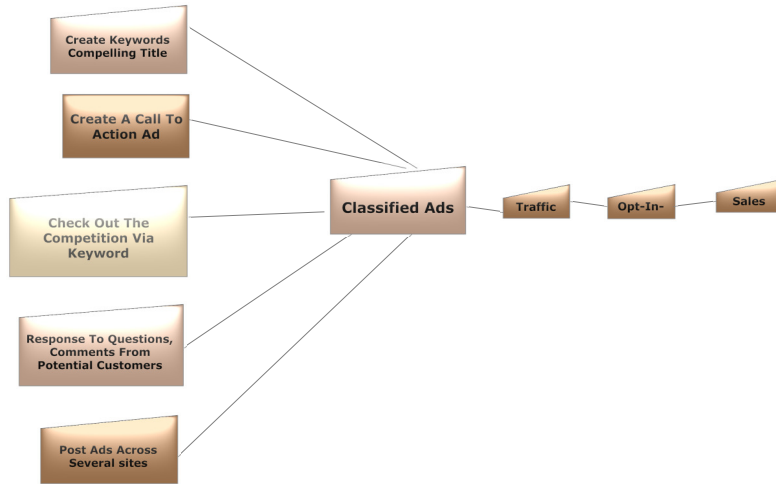 Create Keywords
Compelling Title
Create A Call To
Action Ad
Check Out The
Competition Via
Keyword
Response To Questions,
Comments From
Potential Customers
Post Ads Across
Several sites
Classified Ads
Traffic
Opt-In-
Sales